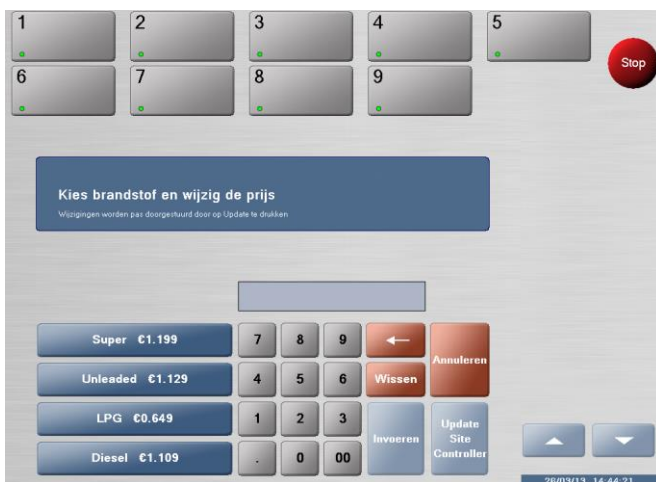 1 2 3 4 5
Stop
6 7 8 9
Kies brandstof en wijzig de prijs
Wijzigingen worden pas doorgestuurd door op Update te drukken
Super €1.199
7 8 9
Annuleren
Unleaded €1.129
4 5 6 Wissen
LPG €0.649
1 2 3
Invoeren
Update
Site
Controller
Diesel €1.109
. 0 00
26/03/13 14:44:21